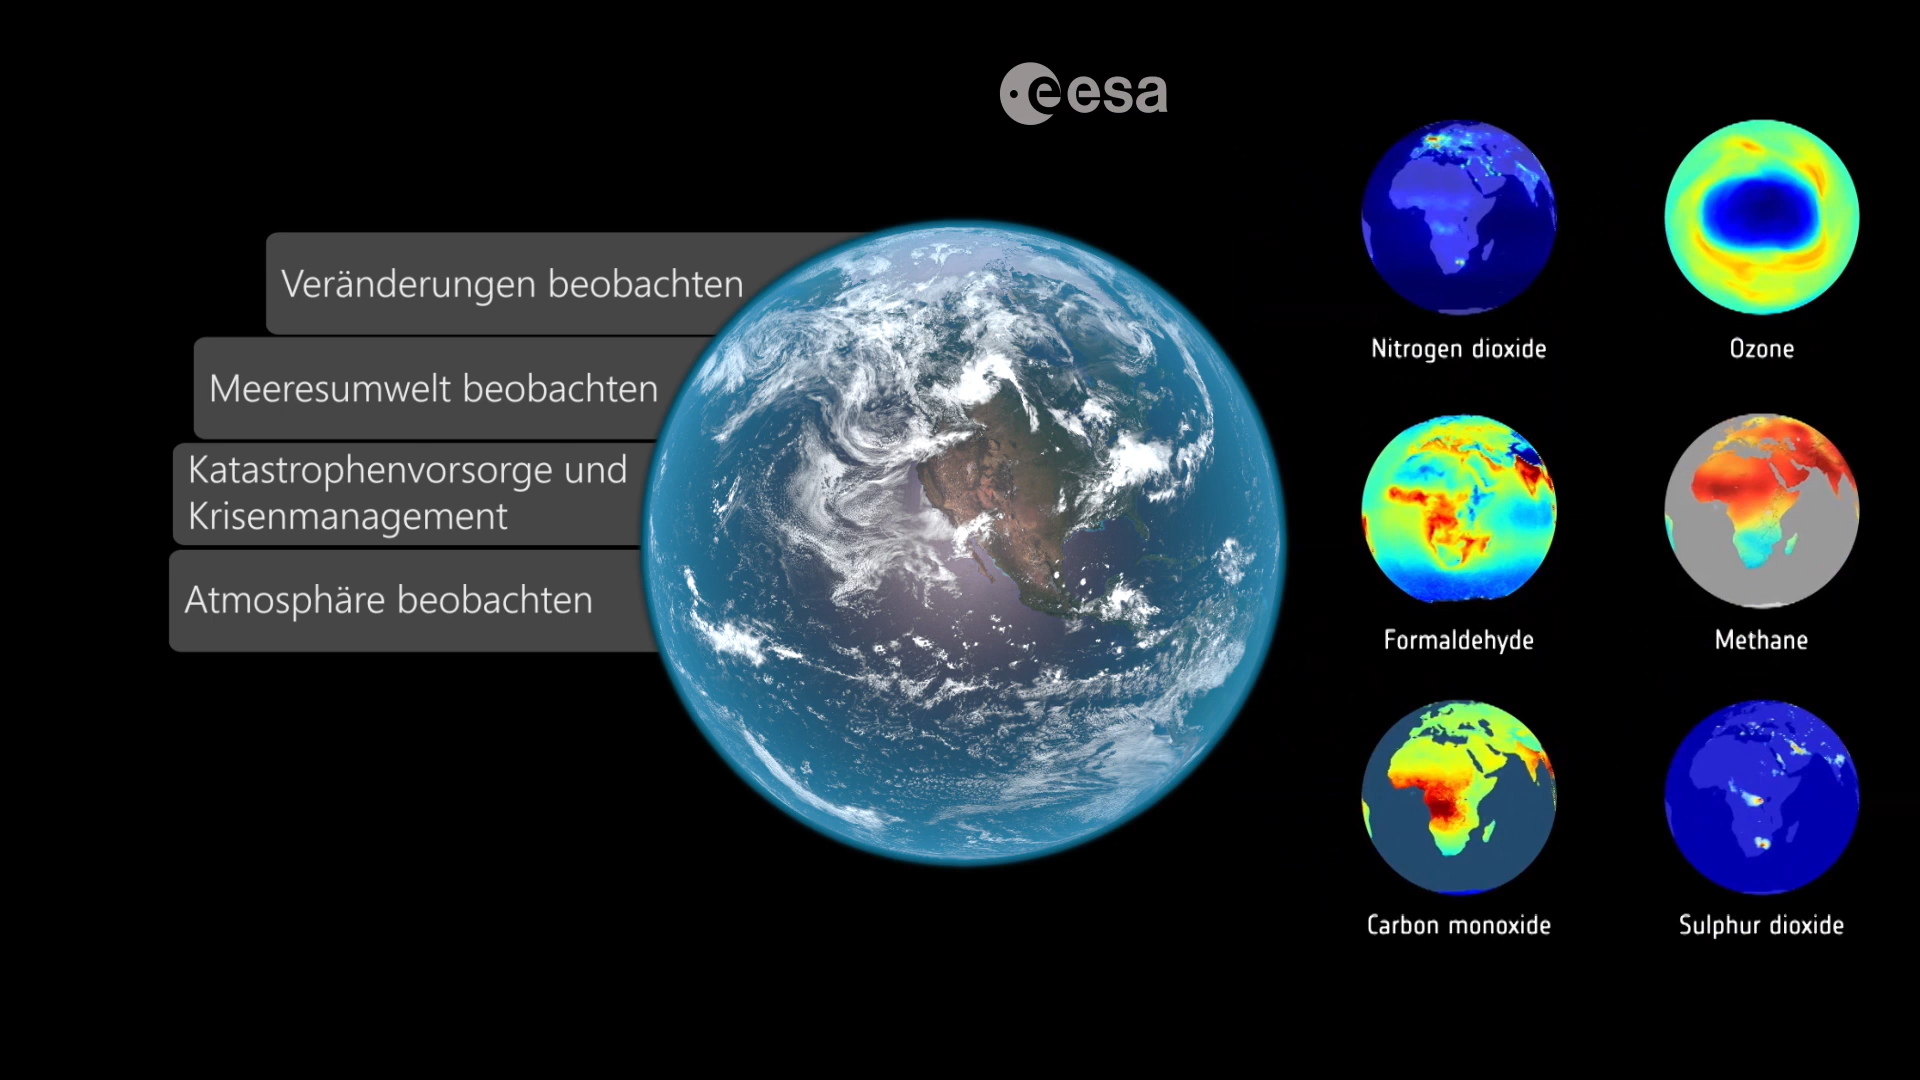 esa
Veränderungen beobachten
Meeresumwelt beobachten
Katastrophenvorsorge und
Krisenmanagement
Atmosphäre beobachten
Nitrogen dioxide
Ozone
Formaldehyde
Methane
Carbon monoxide
Sulphur dioxide